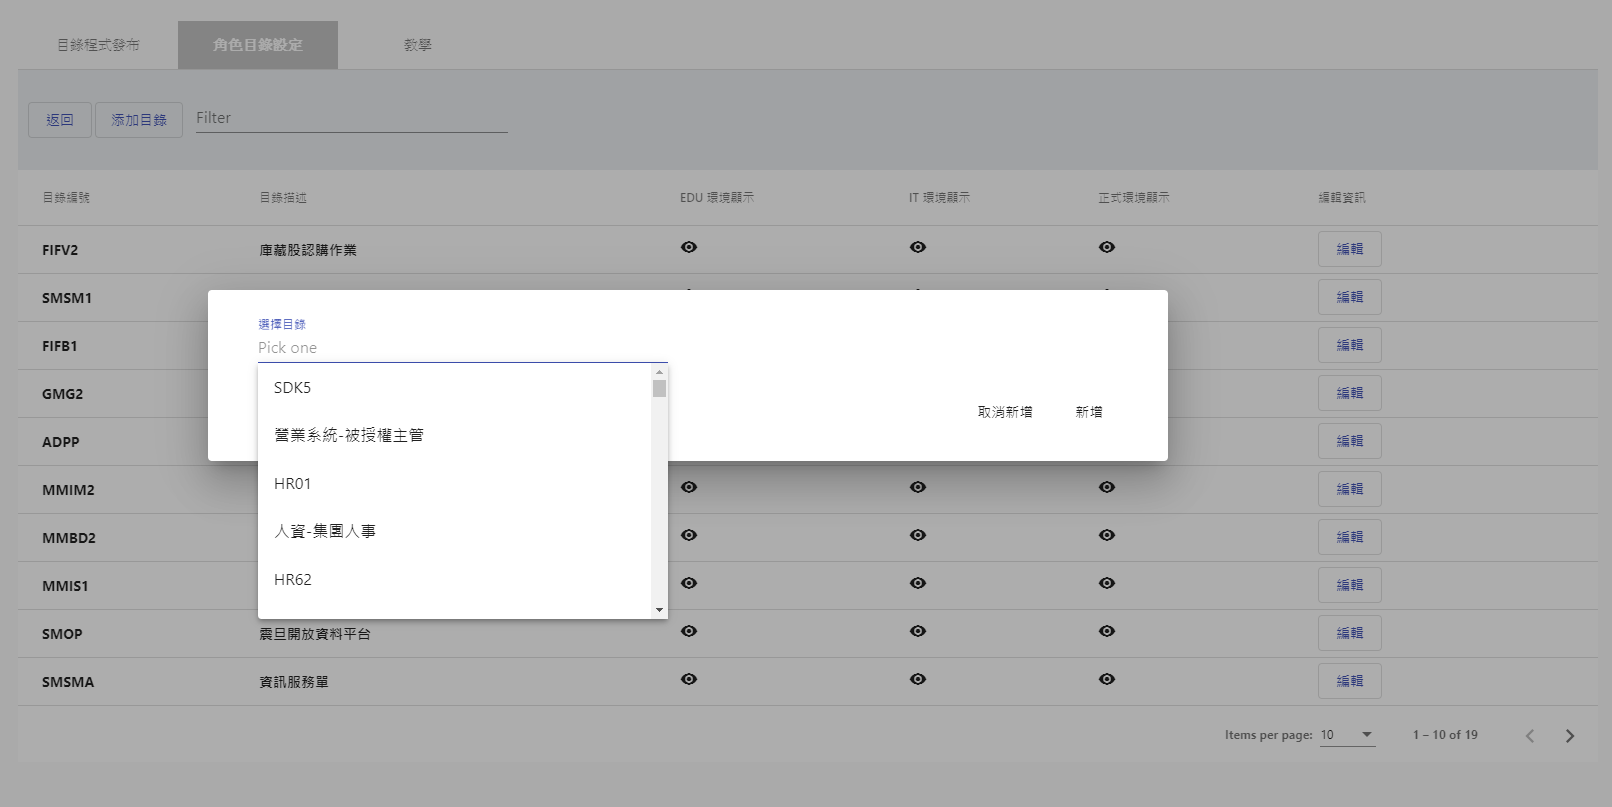 目錄程式發布 角色目錄設定 教學
返回 添加目錄 Filter
目錄編號 目錄描述 EDU 環境顯示 IT 環境顯示 正式環境顯示 編輯資訊
FIFV2 庫藏股認購作業 編輯
SMSM1 編輯
選擇目錄
FIFB1 Pick one 編輯
GMG2 SDK5 編輯
取消新增 新增
ADPP 營業系統-被授權主管 編輯
MMIM2 HR01 編輯
MMBD2 人資-集團人事 編輯
MMIS1 HR62 編輯
SMOP 震旦開放資料平台 編輯
SMSMA 資訊服務單 編輯
Items per page: 10 1 – 10 of 19